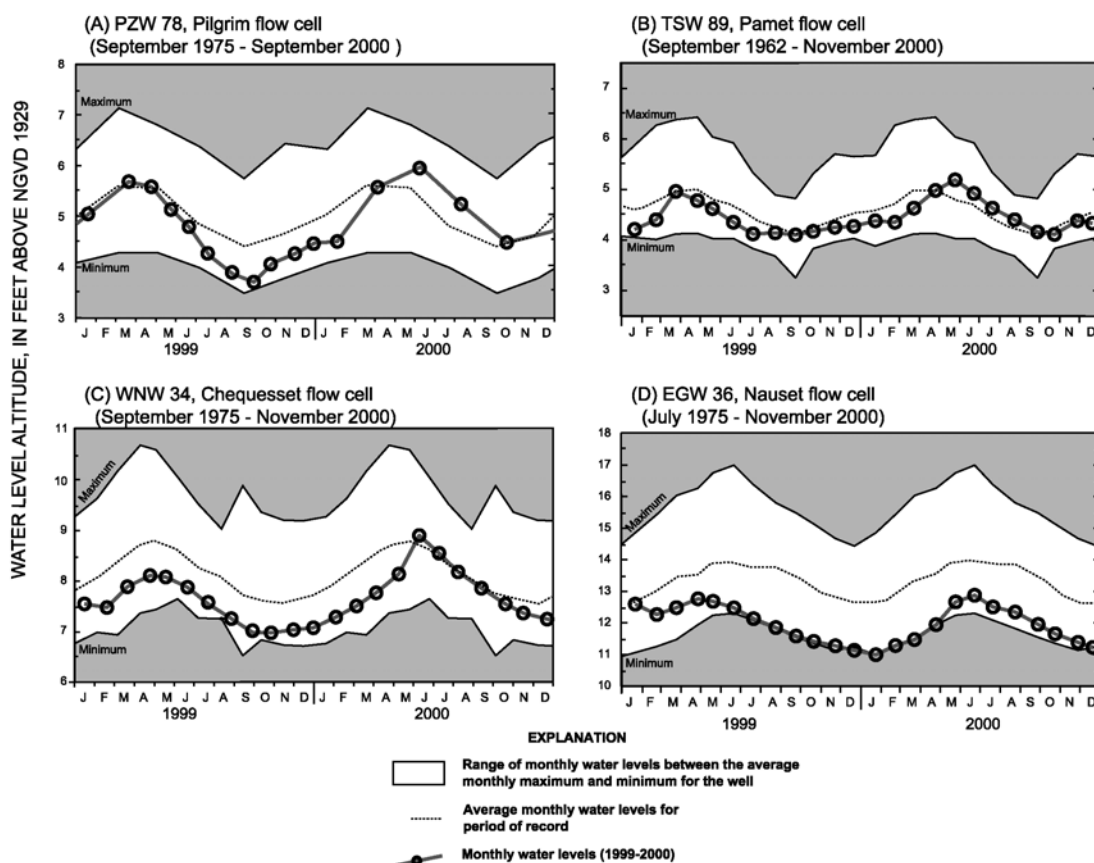 (A) PZW 78, Pilgrim flow cell
(September 1975 - September 2000 )
(B) TSW 89, Pamet flow cell
(September 1962 - November 2000)
WATER LEVEL ALTITUDE, IN FEET ABOVE NGVD 1929
8
7
6
5
4
3
Maximum
Minimum
J F M A M J J A S O N D J F M A M J J A S O N D
1999 2000
7
6
5
4
3
Maximum
Minimum
J F M A M J J A S O N D J F M A M J J A S O N D
1999 2000
(C) WNW 34, Chequesset flow cell
(September 1975 - November 2000)
(D) EGW 36, Nauset flow cell
(July 1975 - November 2000)
11
10
9
8
7
6
Maximum
Minimum
J F M A M J J A S O N D J F M A M J J A S O N D
1999 2000
18
17
16
15
14
13
12
11
10
Maximum
Minimum
J F M A M J J A S O N D J F M A M J J A S O N D
1999 2000
EXPLANATION
Range of monthly water levels between the average
monthly maximum and minimum for the well
Average monthly water levels for
period of record
Monthly water levels (1999-2000)